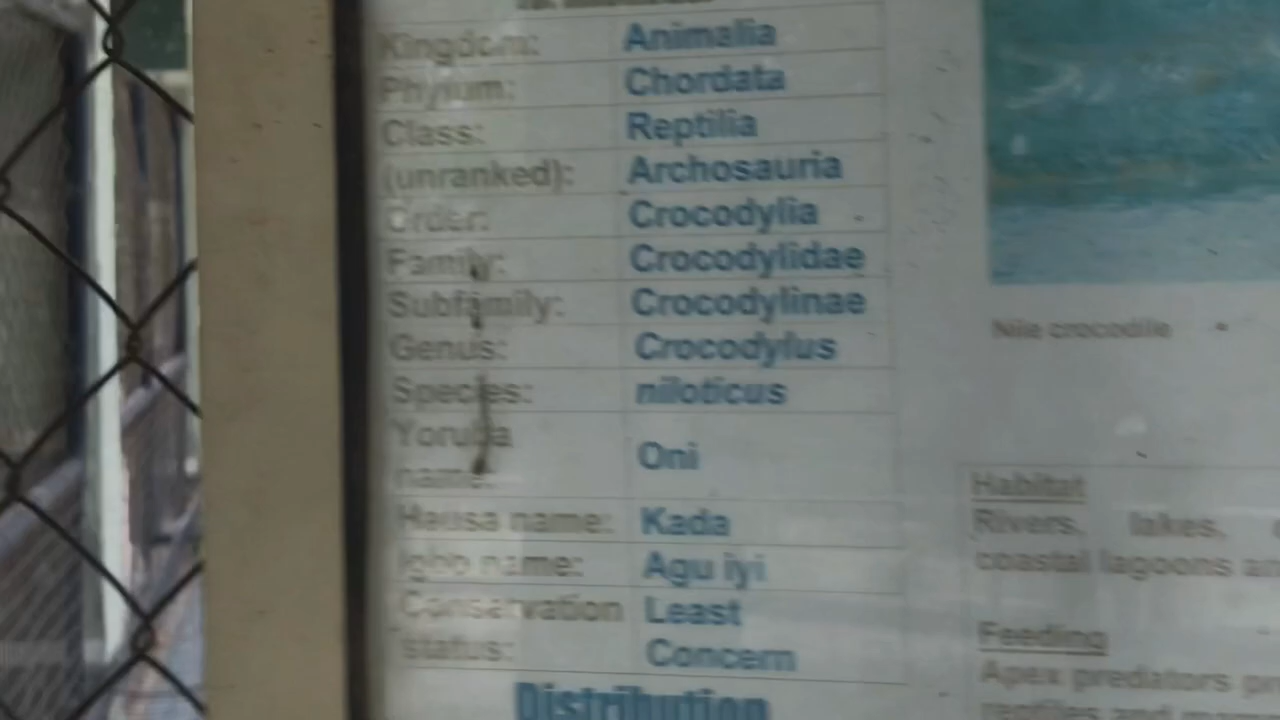 Kingdom: Animalia
Phylum: Chordata
Class: Reptilia
(unranked): Archosauria
Order: Crocodylia
Family: Crocodylidae
Subfamily: Crocodylinae
Genus: Crocodylus
Species: niloticus
Yoruba
name: Oni
Hausa name: Kada
Igbo name: Agu iyi
Conservation Least
status: Concern
Distribution
Nile crocodile
Habitat
Rivers, lakes,
coastal lagoons
Feeding
Apex predators
reptiles and